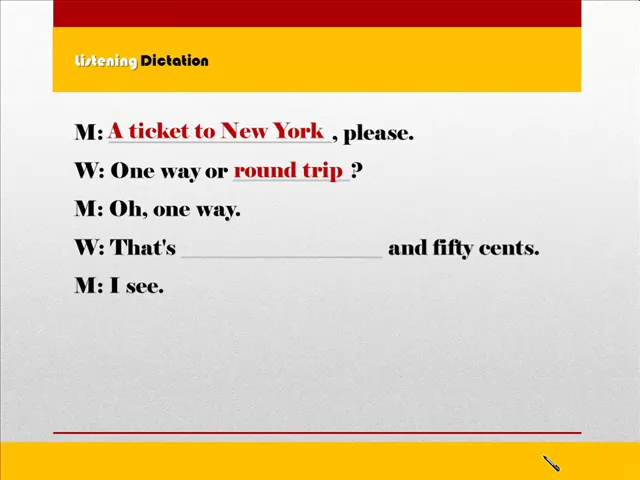 Listening Dictation
M: A ticket to New York, please.
W: One way or round trip?
M: Oh, one way.
W: That's ____________ and fifty cents.
M: I see.